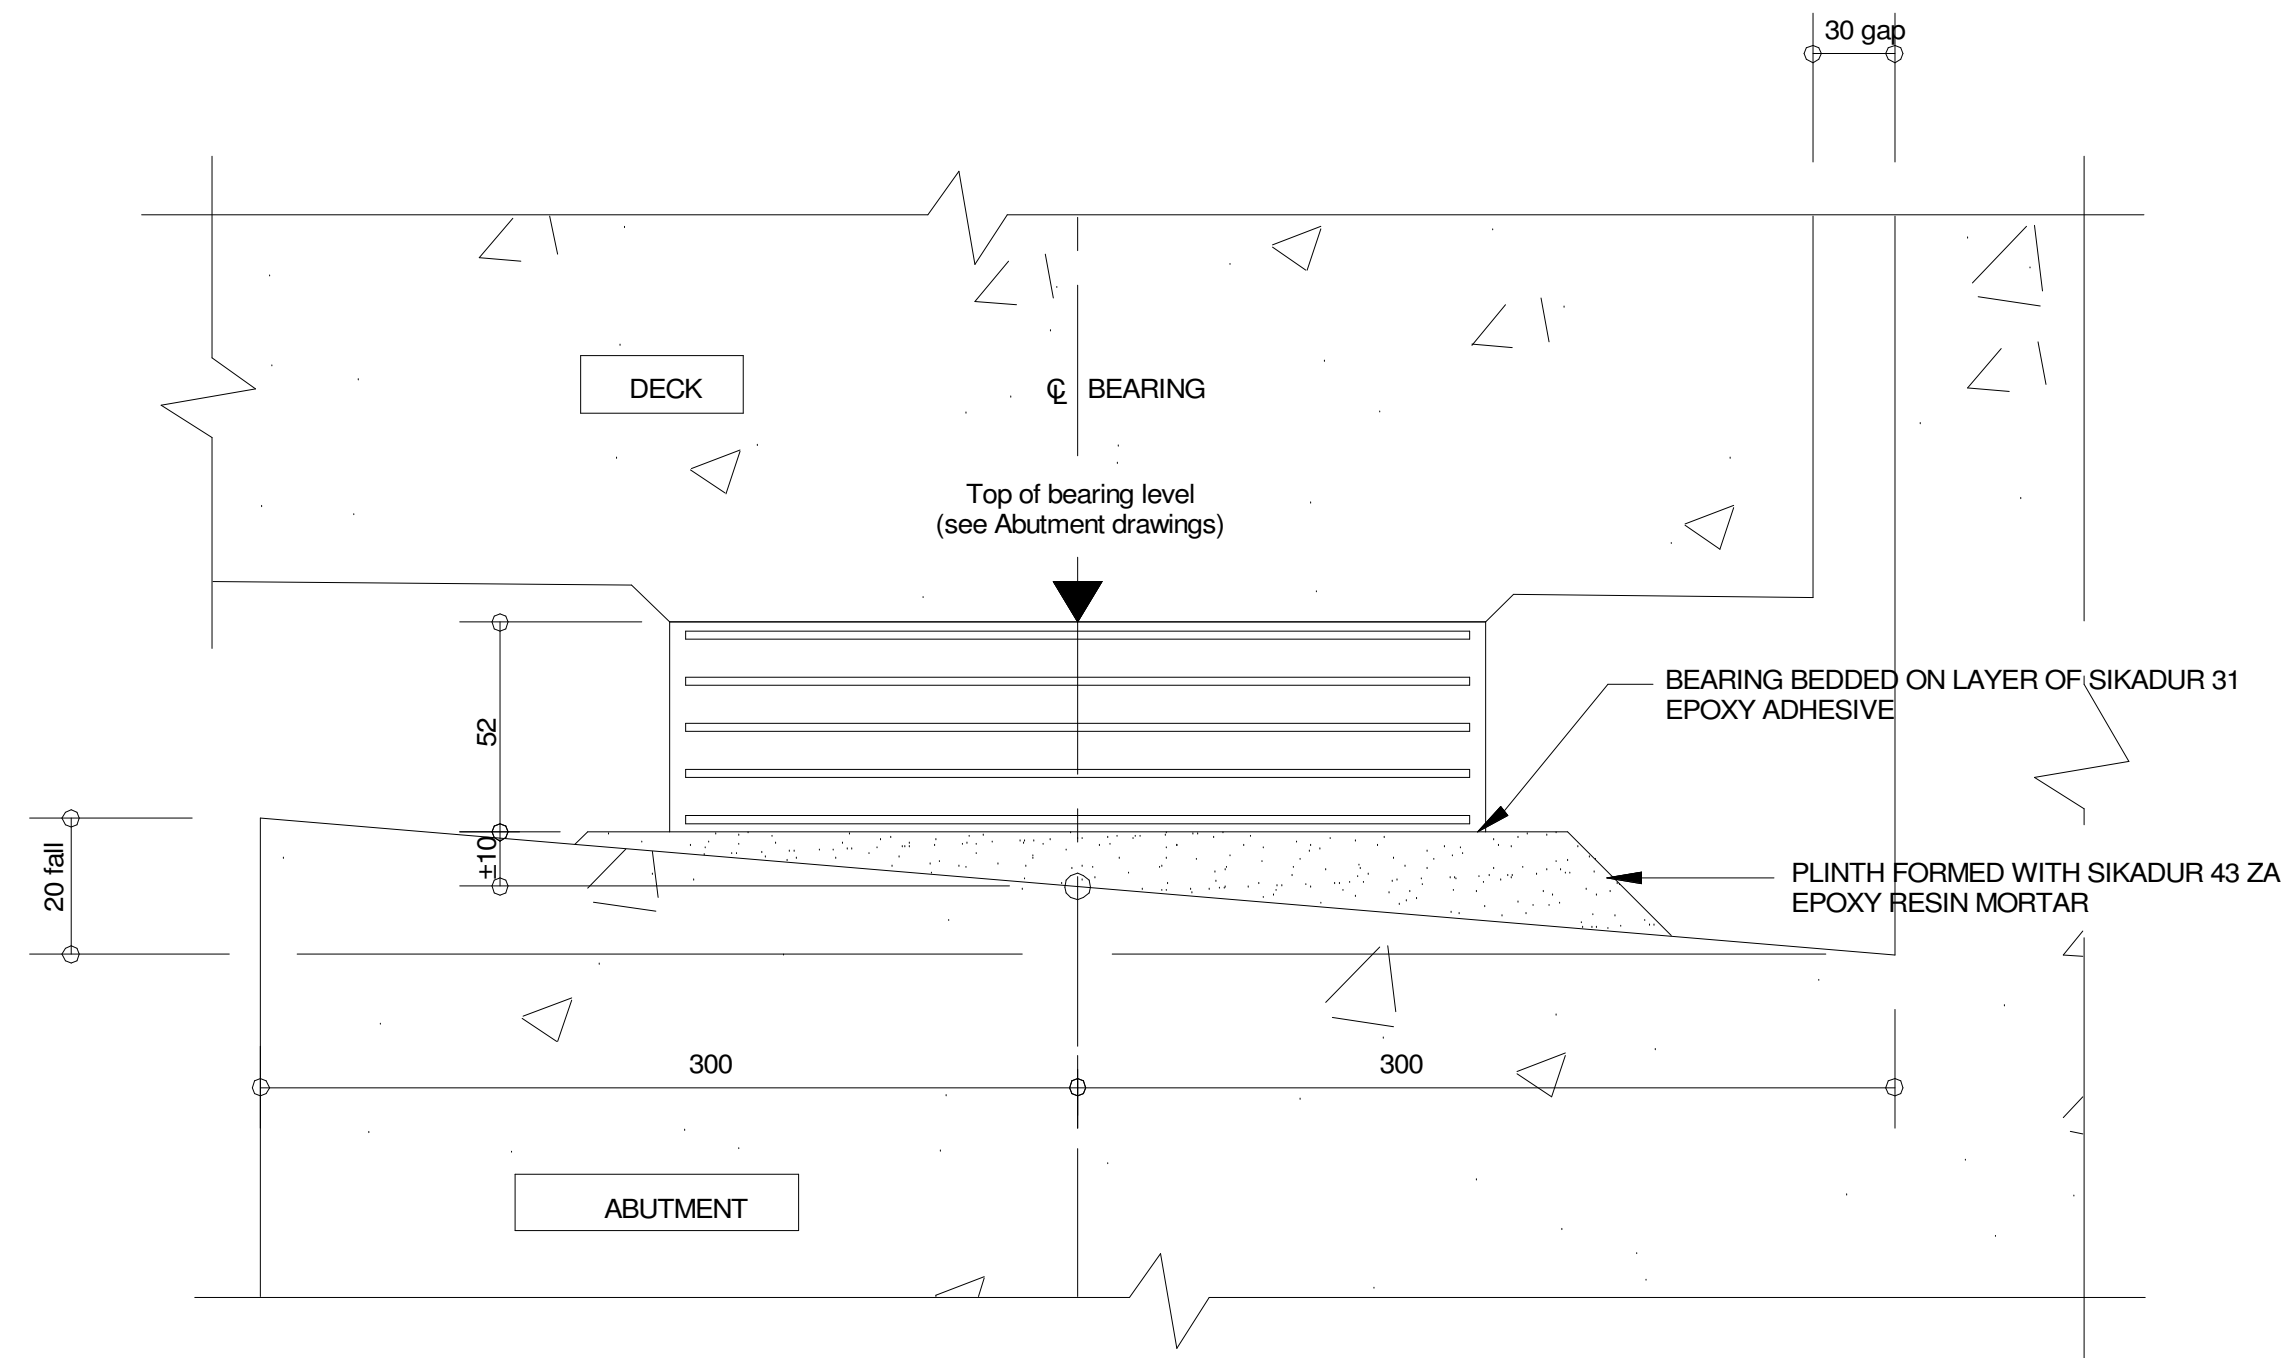 30 gap
DECK
℄ BEARING
Top of bearing level
(see Abutment drawings)
BEARING BEDDED ON LAYER OF SIKADUR 31
EPOXY ADHESIVE
52
±10
20 fall
PLINTH FORMED WITH SIKADUR 43 ZA
EPOXY RESIN MORTAR
300
300
ABUTMENT